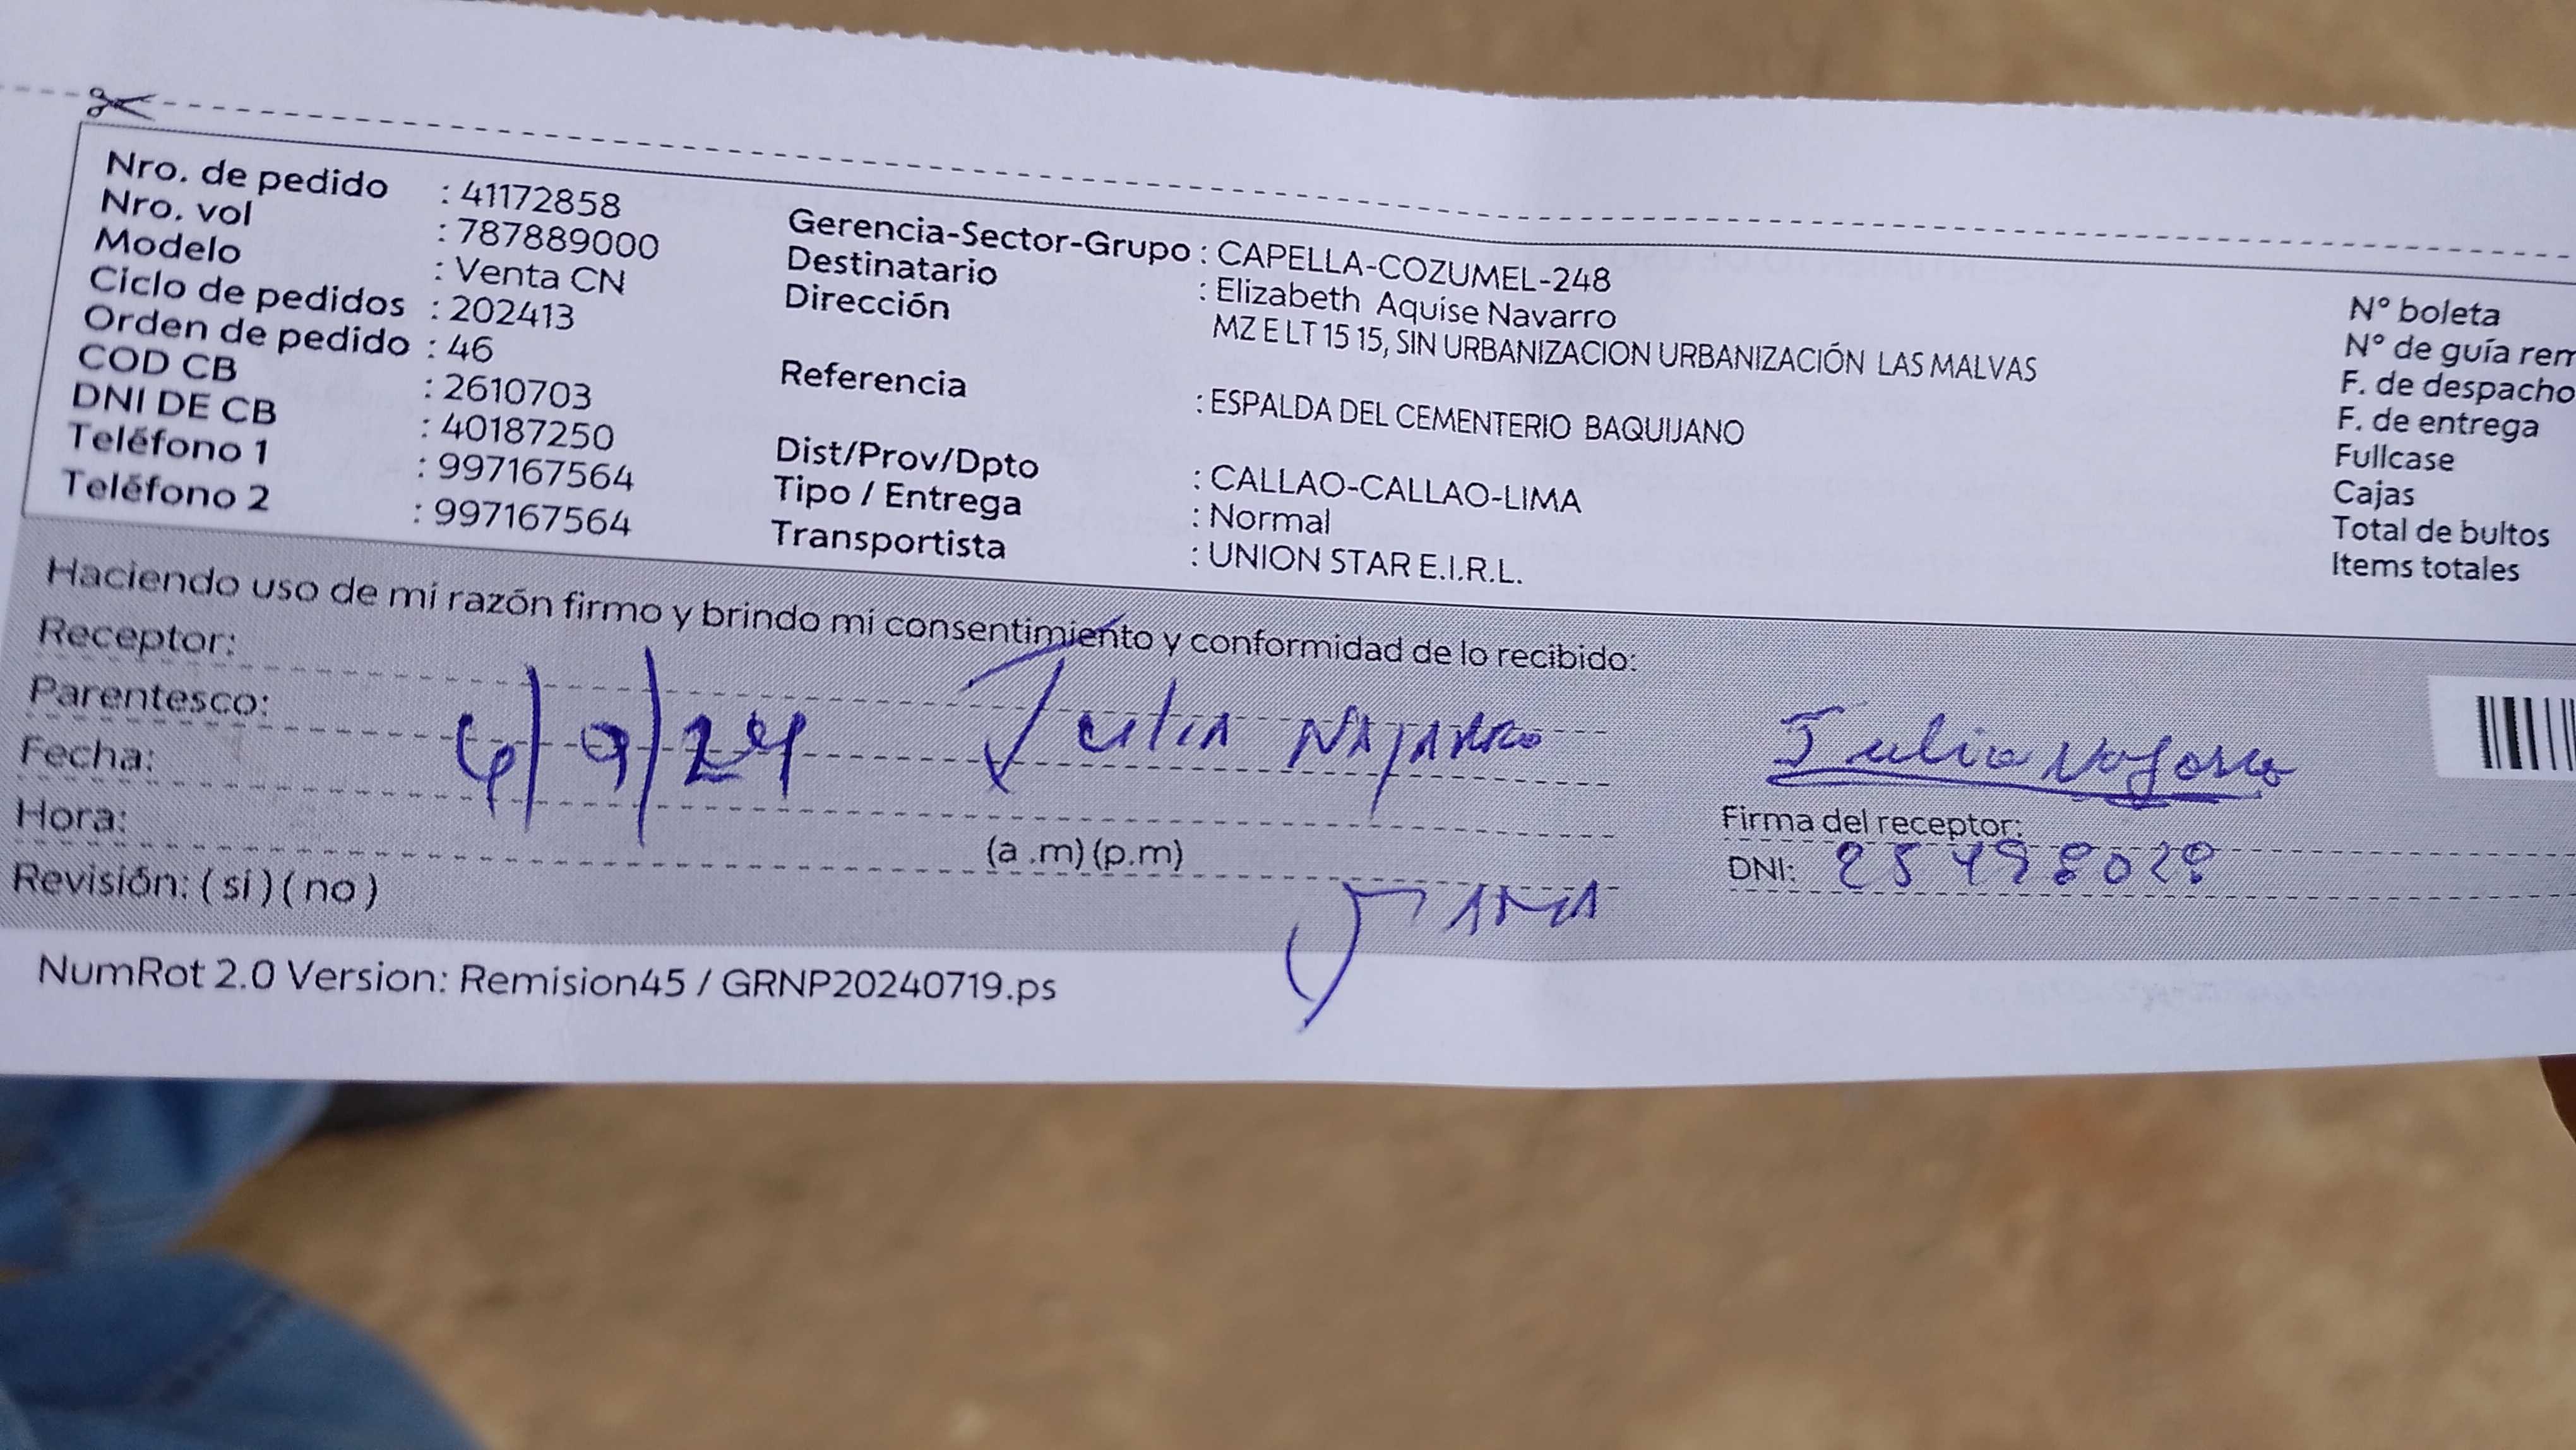 Nro. de pedido : 41172858
Nro. vol : 787889000
Modelo : Venta CN
Ciclo de pedidos : 202413
Orden de pedido : 46
COD CB : 2610703
DNI DE CB : 40187250
Teléfono 1 : 997167564
Teléfono 2 : 997167564
Gerencia-Sector-Grupo : CAPELLA-COZUMEL-248
Destinatario : Elizabeth Aquise Navarro
Dirección MZ E LT 15 15, SIN URBANIZACION URBANIZACIÓN LAS MALVAS
Referencia : ESPALDA DEL CEMENTERIO BAQUIJANO
Dist/Prov/Dpto : CALLAO-CALLAO-LIMA
Tipo / Entrega : Normal
Transportista : UNION STAR E.I.R.L.
N° boleta
N° de guía rem
F. de despacho
F. de entrega
Fullcase
Cajas
Total de bultos
Items totales
Haciendo uso de mi razón firmo y brindo mi consentimiento y conformidad de lo recibido:
Receptor:
Parentesco:
Fecha:
/9/24 Julia Najarro
Hora: (a .m) (p.m)
Revisión: ( si ) ( no )
Julia Najarro
Firma del receptor:
DNI: 25498028
NumRot 2.0 Version: Remision45 / GRNP20240719.ps